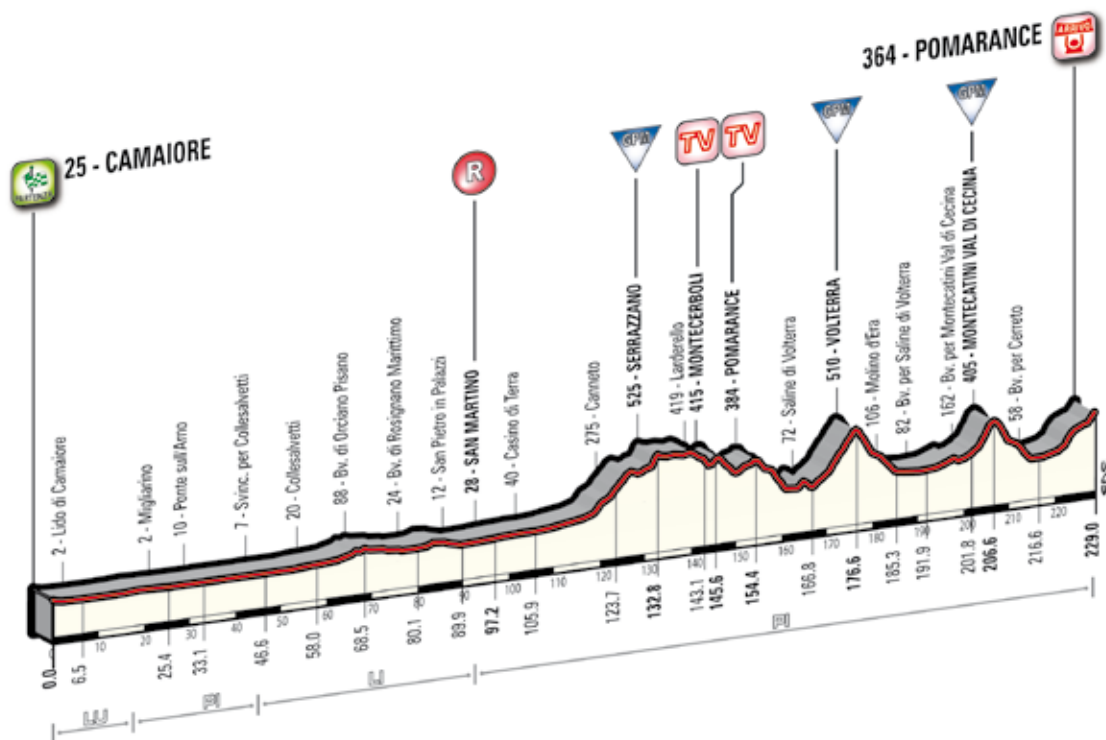 364 - POMARANCE
ARRIVO
25 - CAMAIORE
PARTENZA
R
GPM
TV
TV
GPM
GPM
2 - Lido di Camaiore
2 - Migliarino
10 - Ponte sull'Arno
7 - Svinc. per Collesalvetti
20 - Collesalvetti
88 - Bv. di Orciano Pisano
24 - Bv. di Rosignano Marittimo
12 - San Pietro in Palazzi
28 - SAN MARTINO
40 - Casino di Terra
275 - Canneto
525 - SERRAZZANO
419 - Larderello
415 - MONTECERBOLI
384 - POMARANCE
72 - Saline di Volterra
510 - VOLTERRA
106 - Molino d'Era
82 - Bv. per Saline di Volterra
162 - Bv. per Montecatini Val di Cecina
405 - MONTECATINI VAL DI CECINA
58 - Bv. per Cerreto
0 10 20 30 40 50 60 70 80 90 100 110 120 130 140 150 160 170 180 190 200 210 220
0.0 6.5 25.4 33.1 46.6 58.0 68.5 80.1 89.9 97.2 105.9 123.7 132.8 143.1 145.6 154.4 166.8 176.6 185.3 191.9 201.8 206.6 216.6 229.0
LI
PI